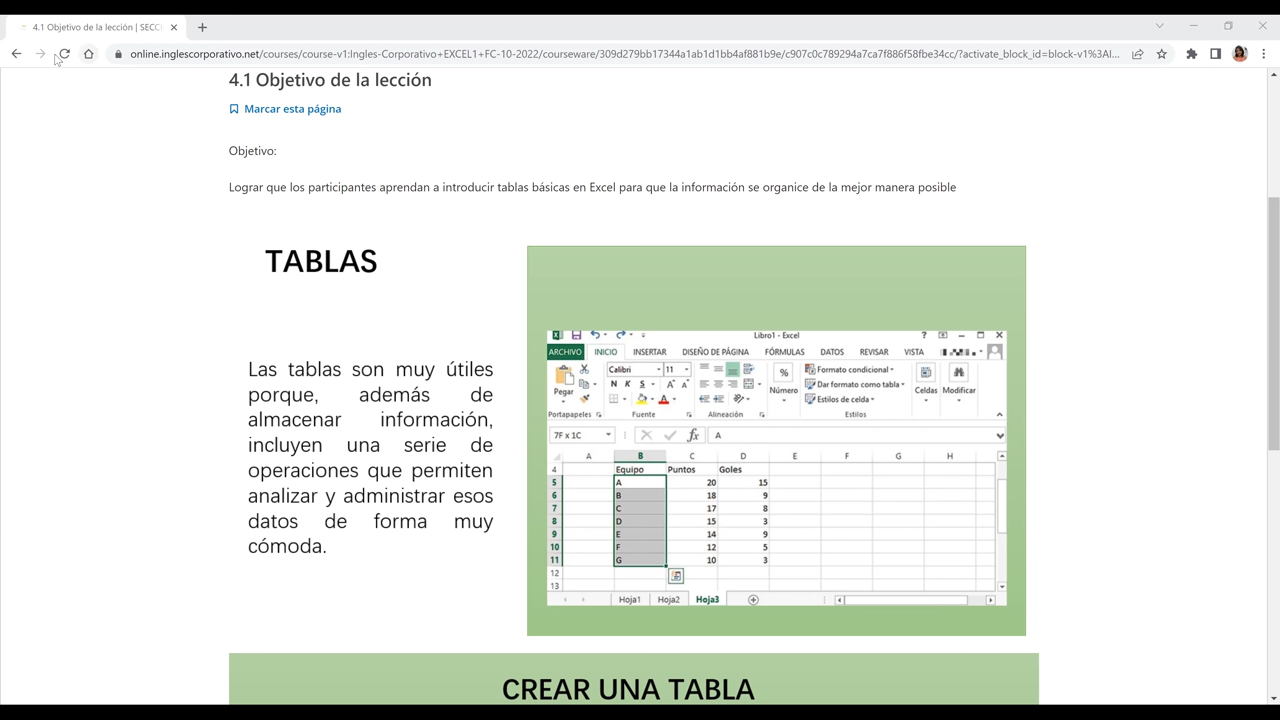 4.1 Objetivo de la lección | SECCI
online.inglescorporativo.net/courses/course-v1:Ingles-Corporativo+EXCEL1+FC-10-2022/courseware/309d279bb17344a1ab1d1bb4af881b9e/c907c0c789294a7ca7f886f58fbe34cc/?activate_block_id=block-v1%3AI...
4.1 Objetivo de la lección
Marcar esta página
Objetivo:
Lograr que los participantes aprendan a introducir tablas básicas en Excel para que la información se organice de la mejor manera posible
TABLAS
Las tablas son muy útiles
porque, además de
almacenar información,
incluyen una serie de
operaciones que permiten
analizar y administrar esos
datos de forma muy
cómoda.
Libro1 - Excel
ARCHIVO INICIO INSERTAR DISEÑO DE PÁGINA FÓRMULAS DATOS REVISAR VISTA
Calibri 11 Formato condicional
N K S A A Dar formato como tabla
Pegar Número Estilos de celda Celdas Modificar
Portapapeles Fuente Alineación Estilos
7F x 1C fx A
A B C D E F G H
4 Equipo Puntos Goles
5 A 20 15
6 B 18 9
7 C 17 8
8 D 15 3
9 E 14 9
10 F 12 5
11 G 10 3
12
13
Hoja1 Hoja2 Hoja3
CREAR UNA TABLA